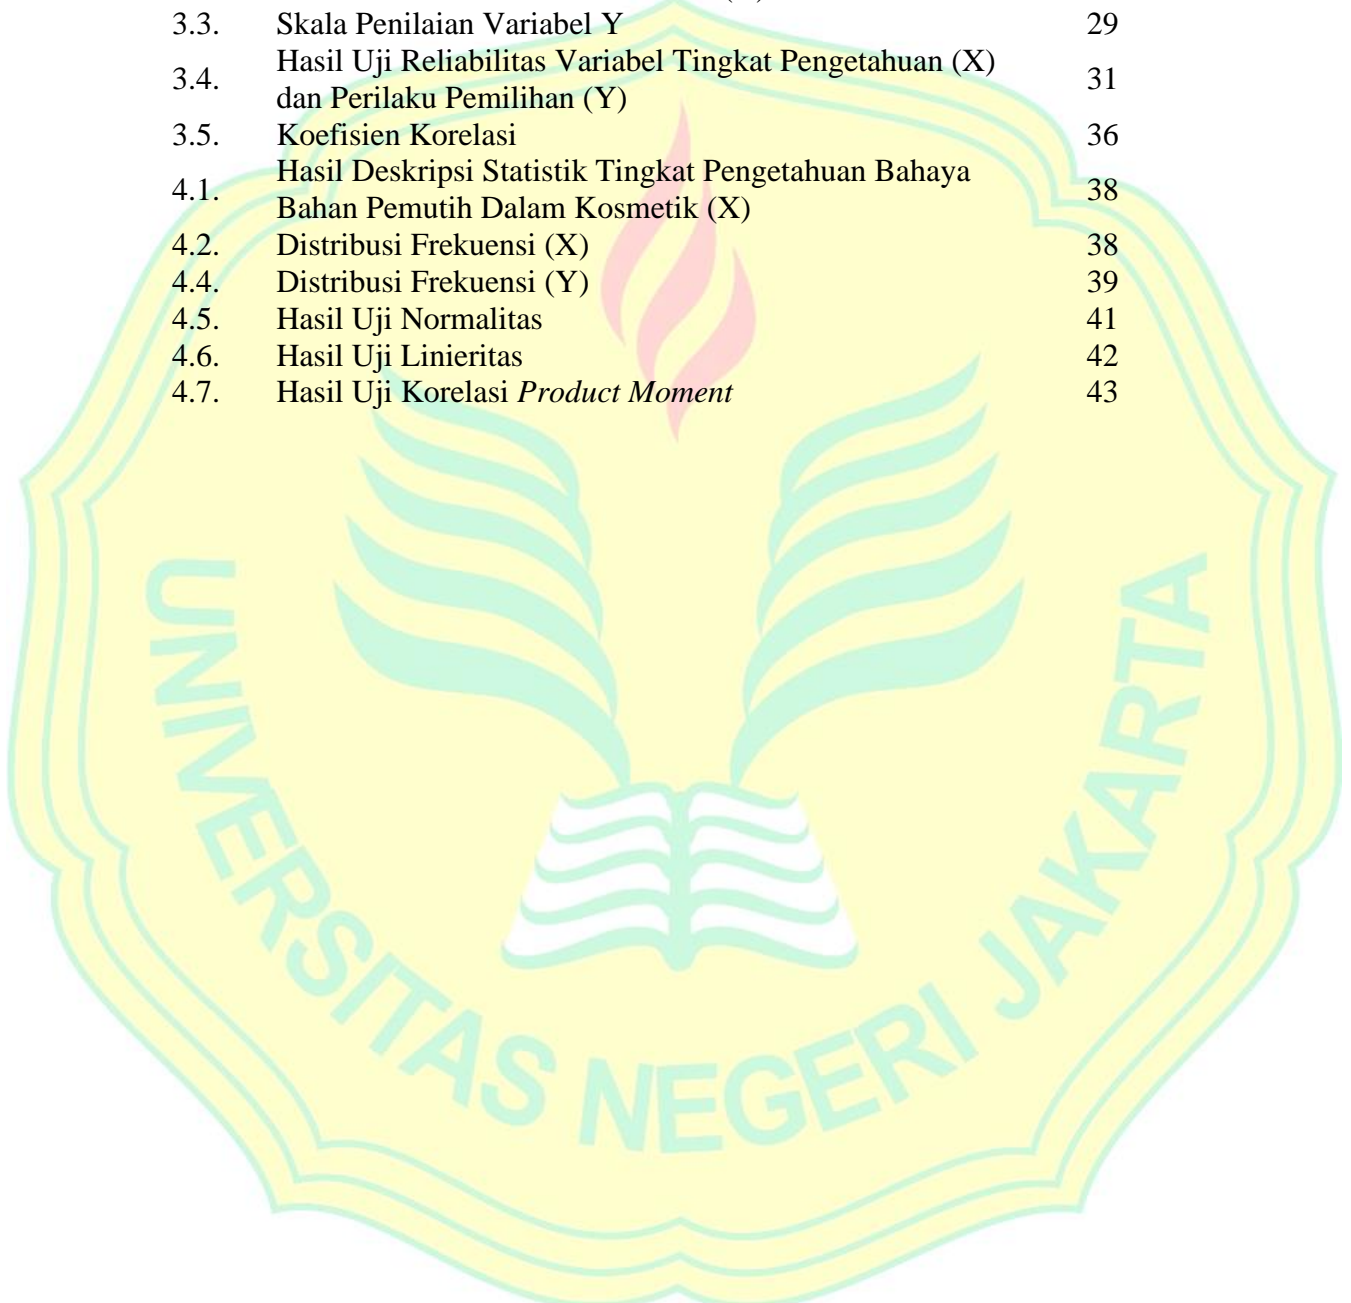 3.3. Skala Penilaian Variabel Y 29
3.4. Hasil Uji Reliabilitas Variabel Tingkat Pengetahuan (X)
dan Perilaku Pemilihan (Y) 31
3.5. Koefisien Korelasi 36
4.1. Hasil Deskripsi Statistik Tingkat Pengetahuan Bahaya
Bahan Pemutih Dalam Kosmetik (X) 38
4.2. Distribusi Frekuensi (X) 38
4.4. Distribusi Frekuensi (Y) 39
4.5. Hasil Uji Normalitas 41
4.6. Hasil Uji Linieritas 42
4.7. Hasil Uji Korelasi Product Moment 43
UNIVERSITAS NEGERI JAKARTA